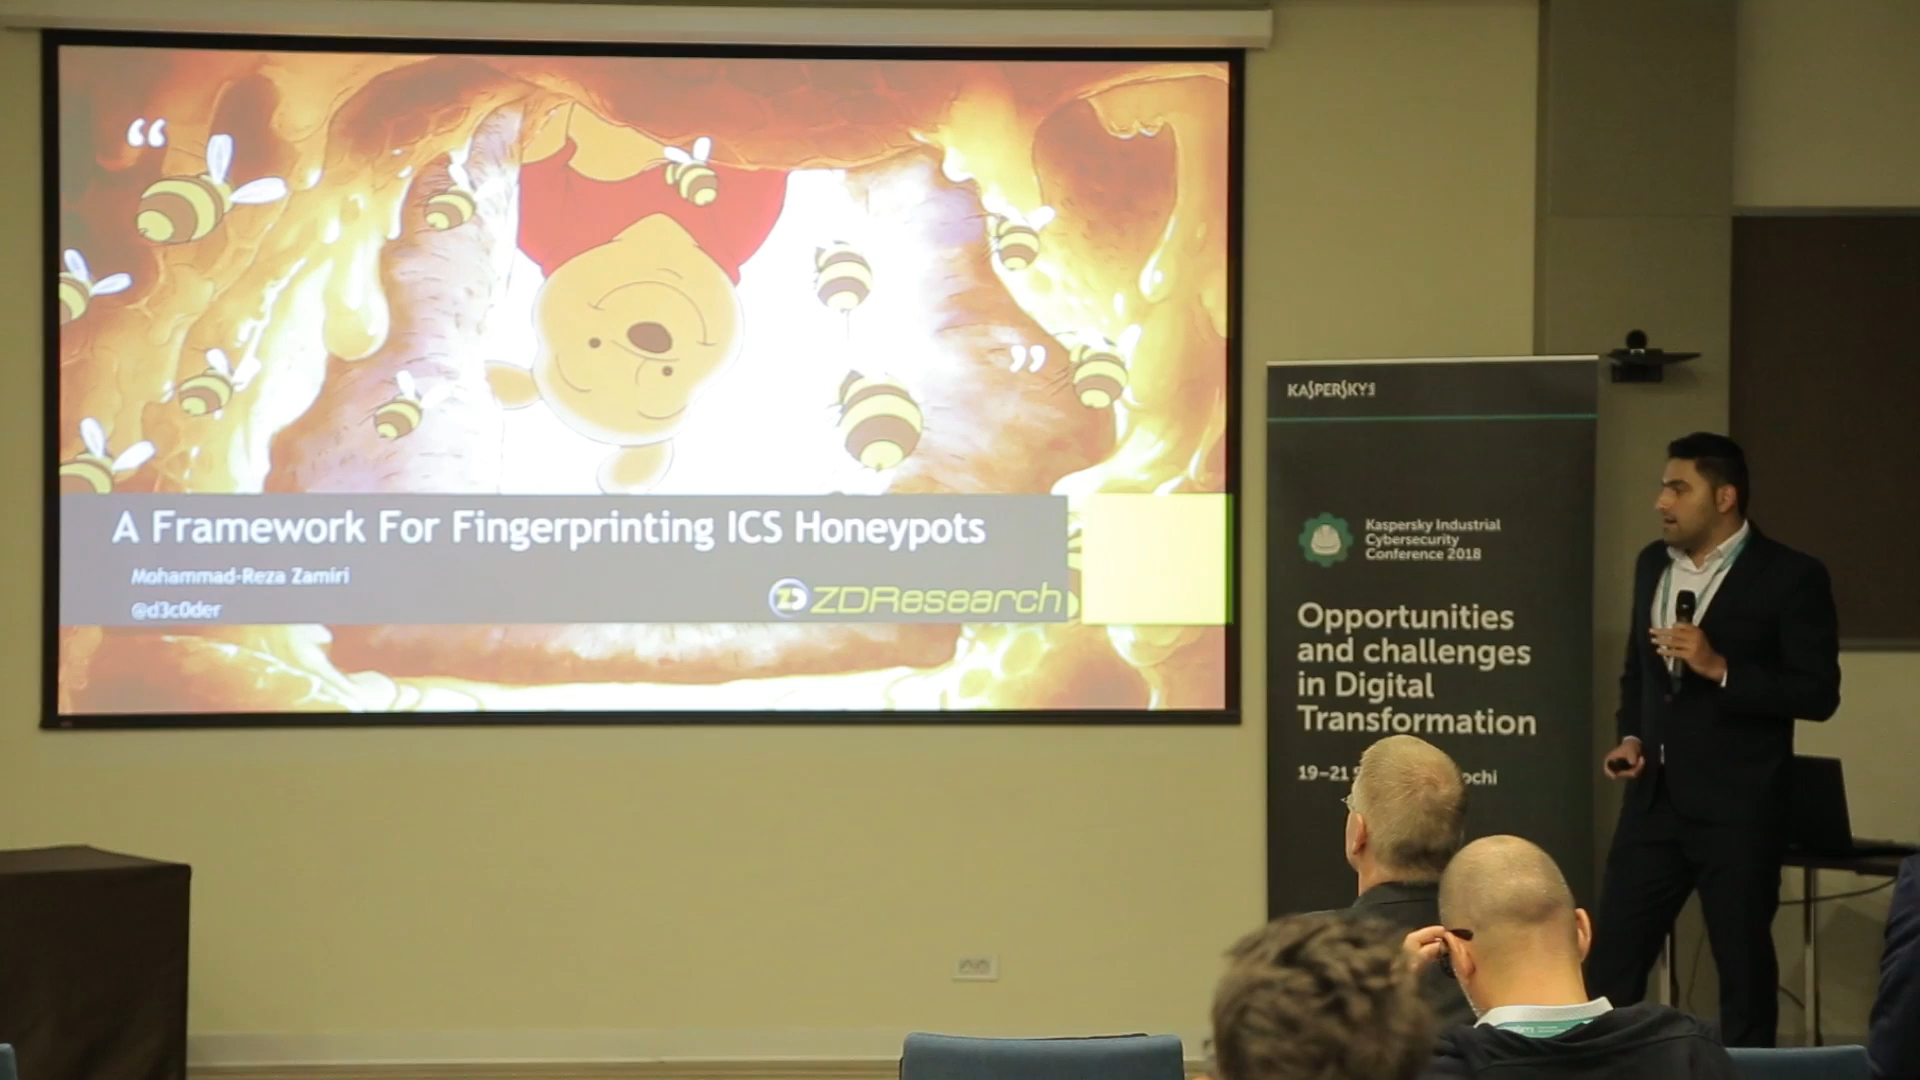 “
”
A Framework For Fingerprinting ICS Honeypots
Mohammad-Reza Zamiri
@d3c0der
ZDResearch
KASPERSKY
Kaspersky Industrial
Cybersecurity
Conference 2018
Opportunities
and challenges
in Digital
Transformation
19–21